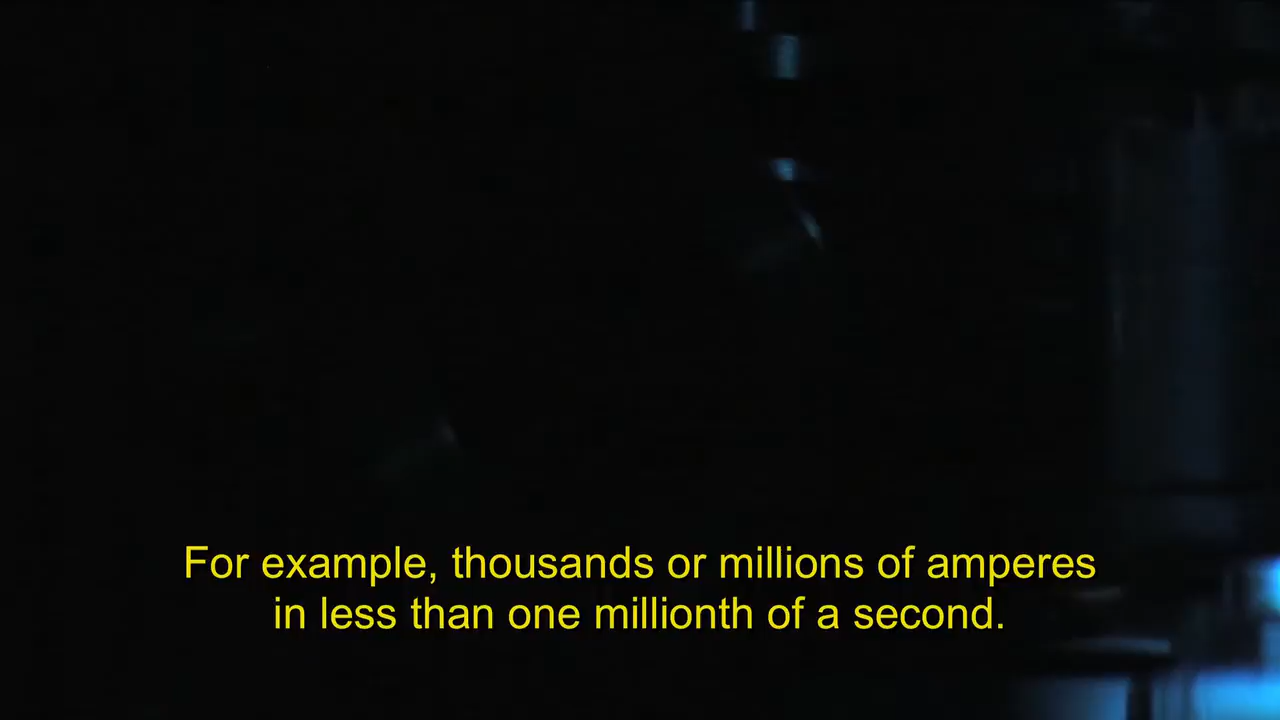 For example, thousands or millions of amperes
in less than one millionth of a second.